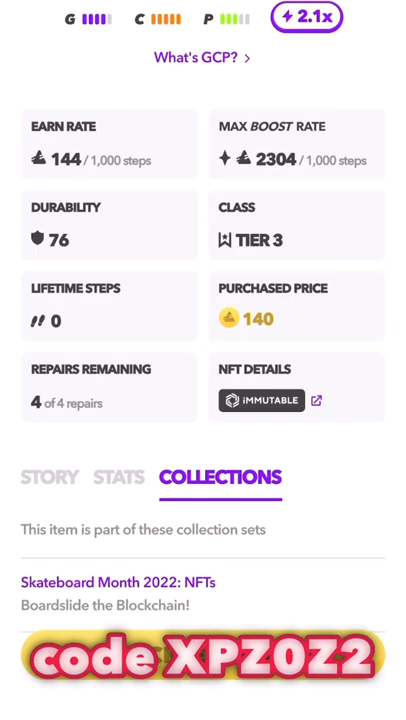 G C P 2.1x
What's GCP? >
EARN RATE
144 / 1,000 steps
MAX BOOST RATE
2304 / 1,000 steps
DURABILITY
76
CLASS
TIER 3
LIFETIME STEPS
0
PURCHASED PRICE
140
REPAIRS REMAINING
4 of 4 repairs
NFT DETAILS
iMMUTABLE
STORY STATS COLLECTIONS
This item is part of these collection sets
Skateboard Month 2022: NFTs
Boardslide the Blockchain!
code XPZ0Z2